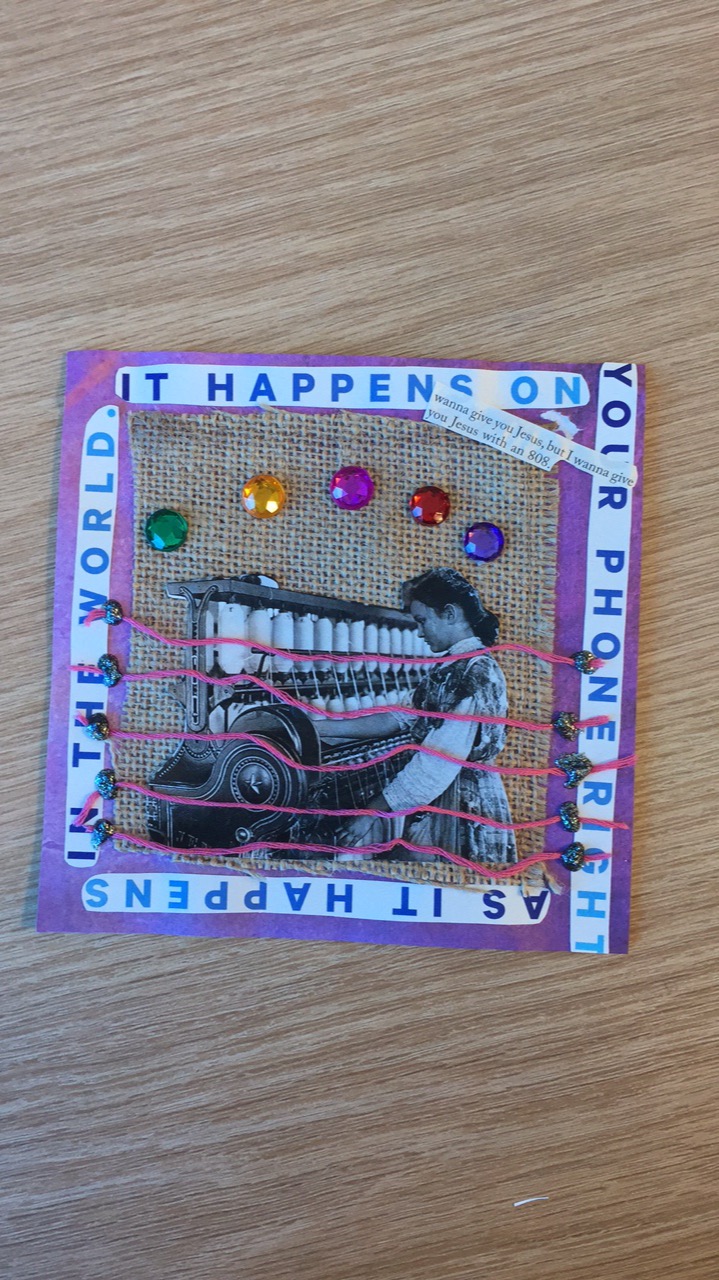 IT HAPPENS ON
YOUR PHONE RIGHT
AS IT HAPPENS
IN THE WORLD.
wanna give you Jesus, but I wanna give
you Jesus with an 808.